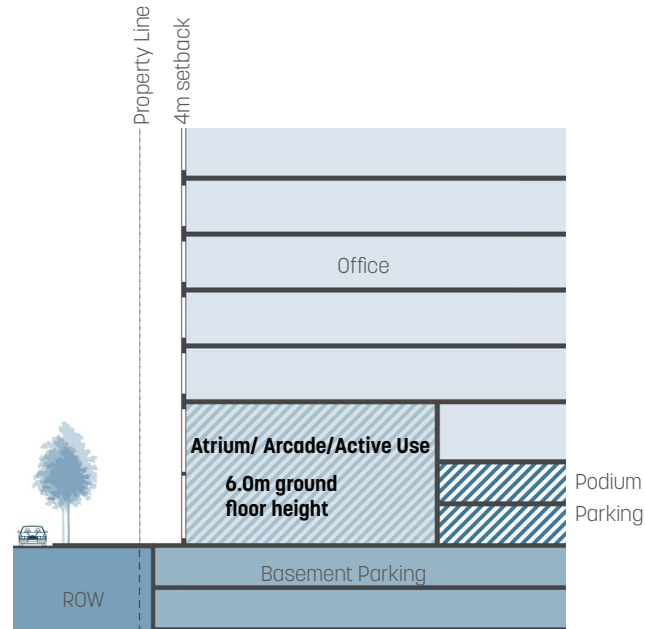 Property Line
4m setback
Office
Atrium/ Arcade/Active Use
6.0m ground
floor height
Podium
Parking
Basement Parking
ROW